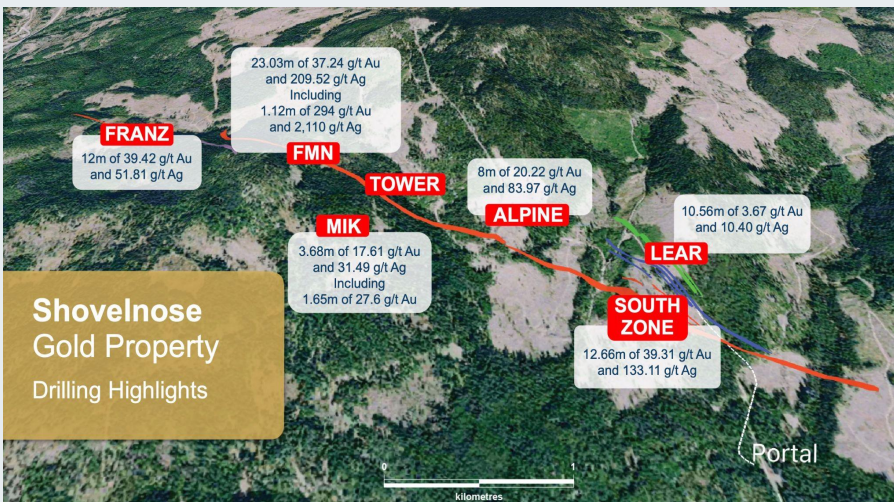 23.03m of 37.24 g/t Au
and 209.52 g/t Ag
Including
1.12m of 294 g/t Au
and 2,110 g/t Ag
FRANZ
12m of 39.42 g/t Au
and 51.81 g/t Ag
FMN
TOWER
8m of 20.22 g/t Au
and 83.97 g/t Ag
ALPINE
MIK
3.68m of 17.61 g/t Au
and 31.49 g/t Ag
Including
1.65m of 27.6 g/t Au
10.56m of 3.67 g/t Au
and 10.40 g/t Ag
LEAR
SOUTH
ZONE
12.66m of 39.31 g/t Au
and 133.11 g/t Ag
Shovelnose
Gold Property
Drilling Highlights
Portal
0 1
kilometres